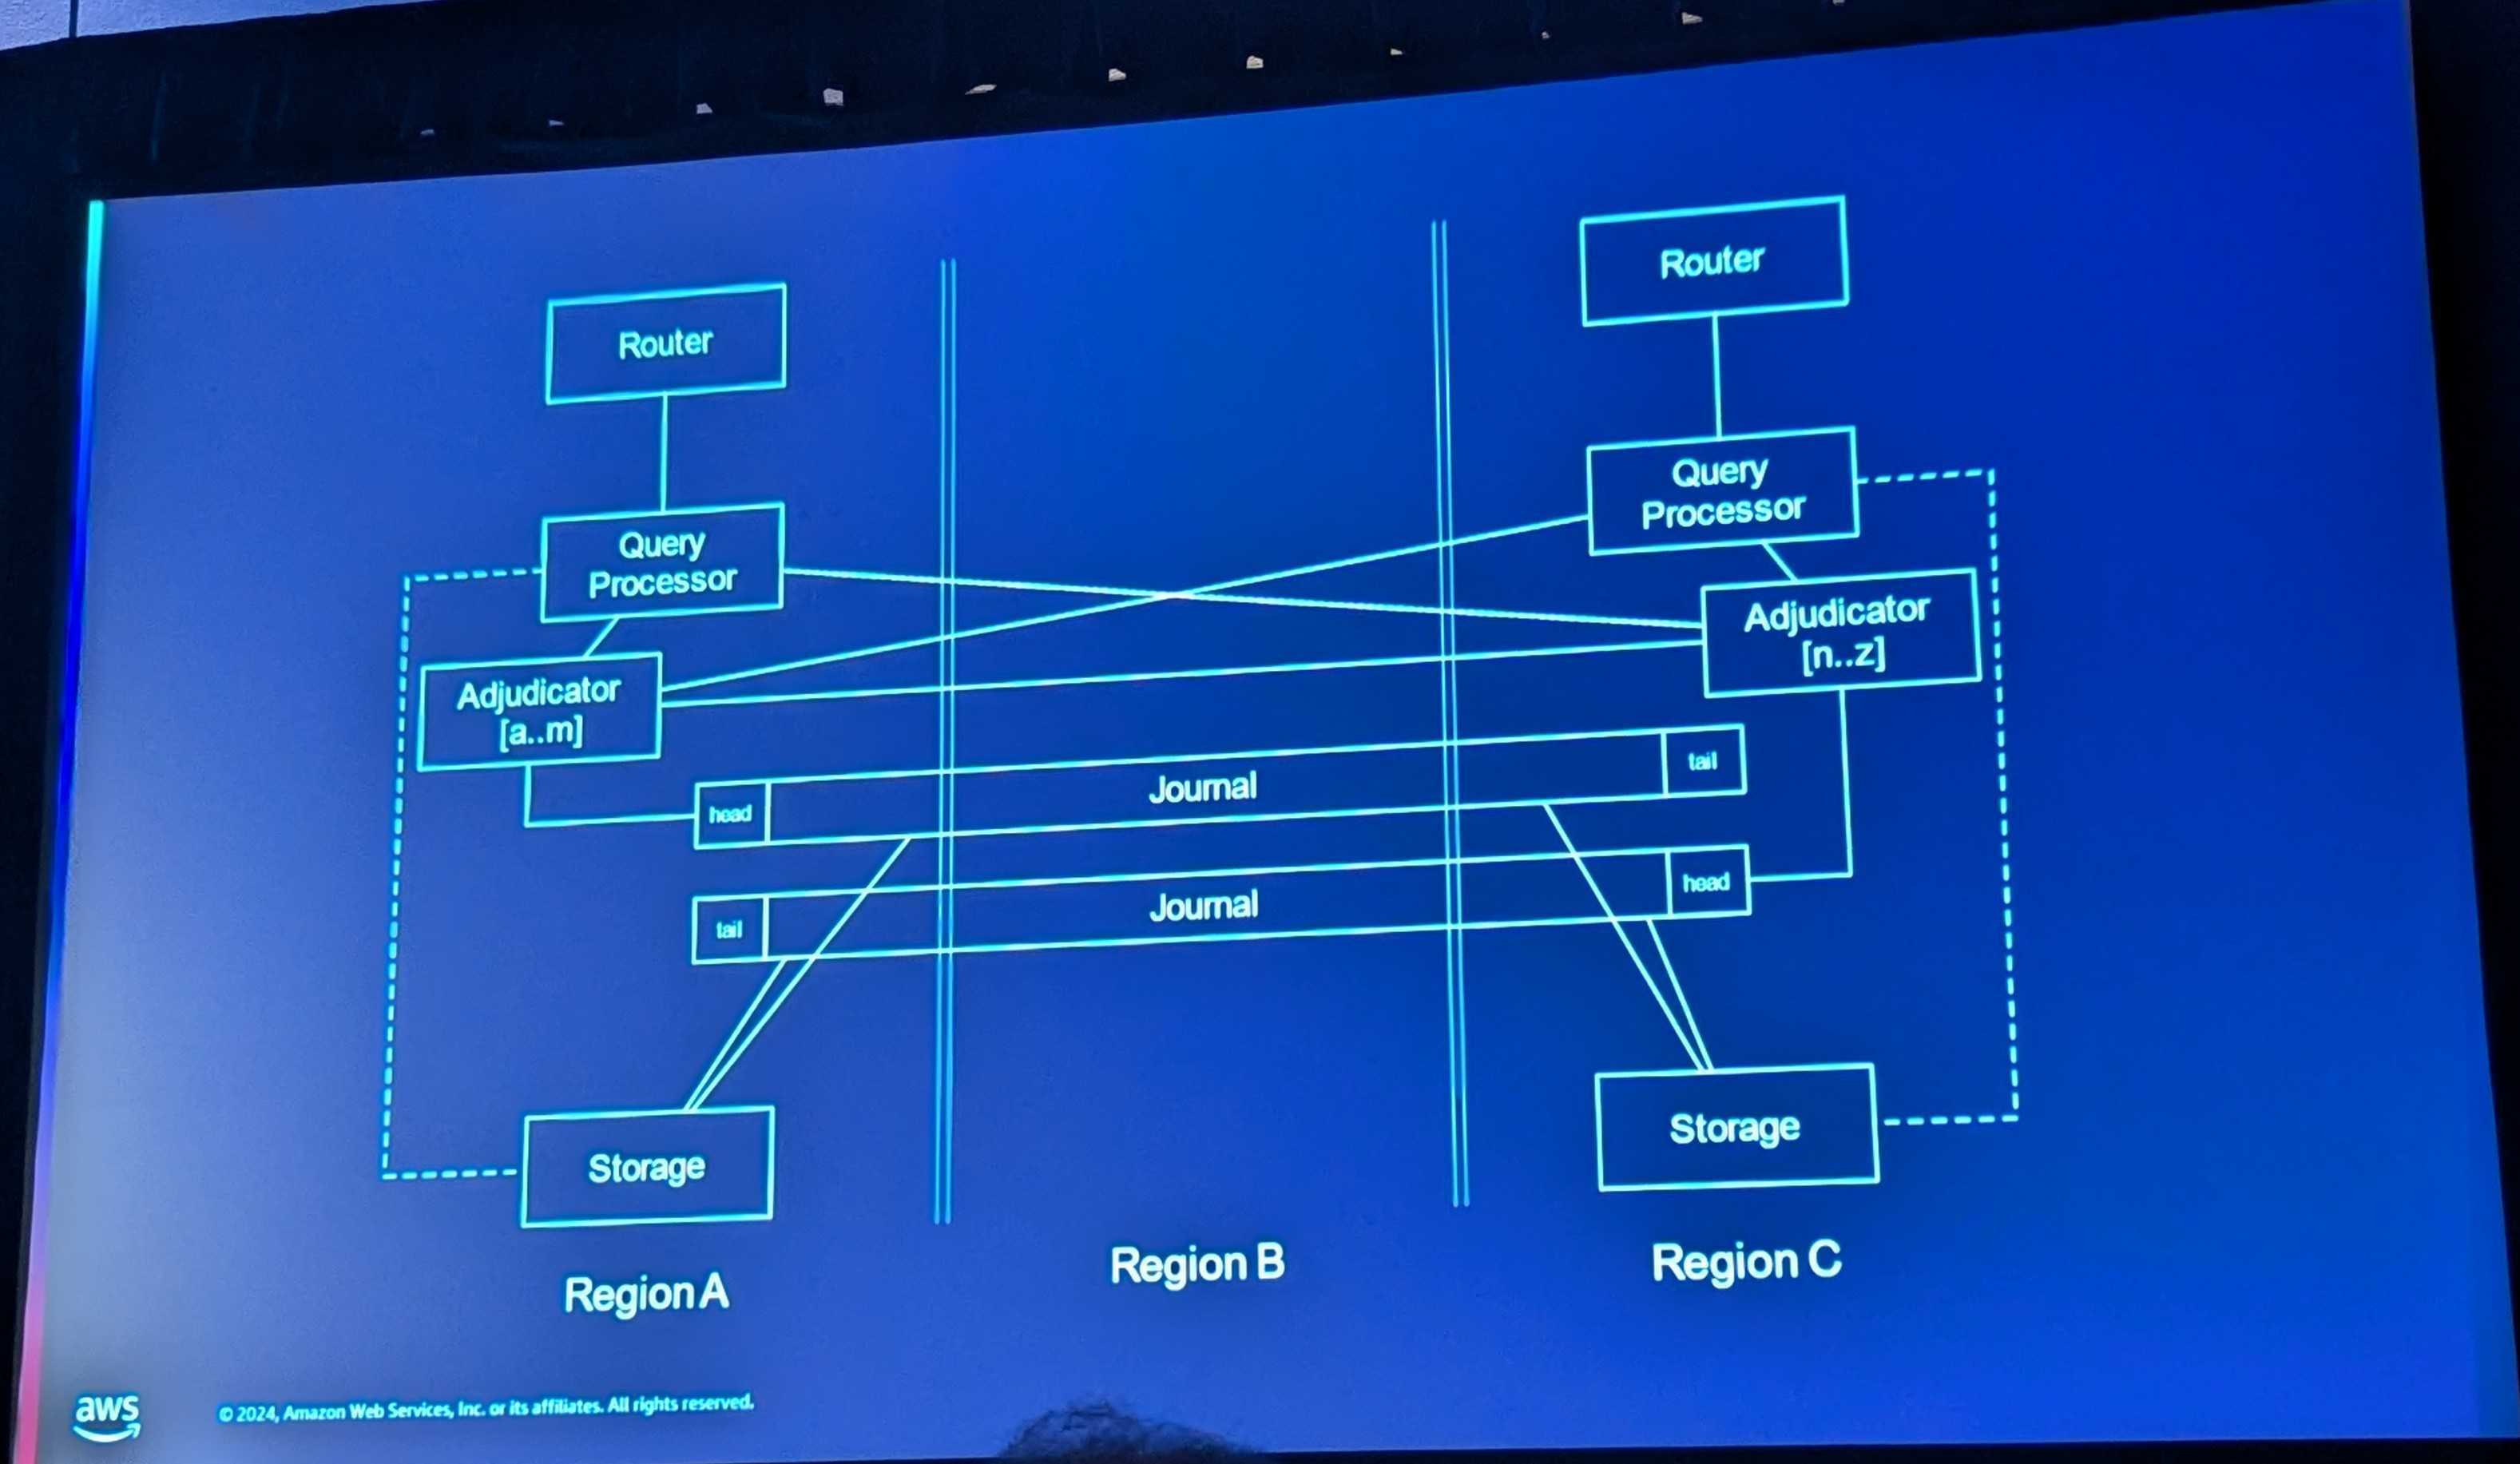 Router
Router
Query
Processor
Query
Processor
Adjudicator
[a..m]
Adjudicator
[n..z]
head
Journal
tail
tail
Journal
head
Storage
Storage
Region A
Region B
Region C
aws
© 2024, Amazon Web Services, Inc. or its affiliates. All rights reserved.